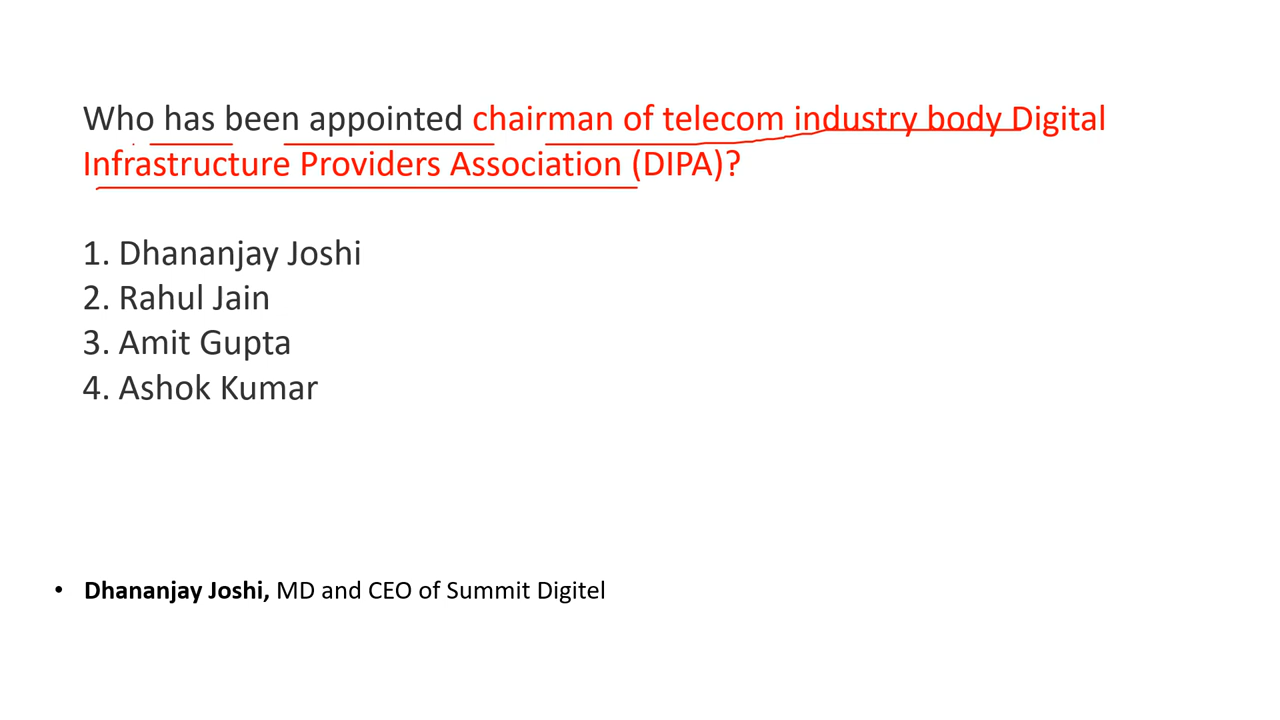 Who has been appointed chairman of telecom industry body Digital
Infrastructure Providers Association (DIPA)?
1. Dhananjay Joshi
2. Rahul Jain
3. Amit Gupta
4. Ashok Kumar
• Dhananjay Joshi, MD and CEO of Summit Digitel